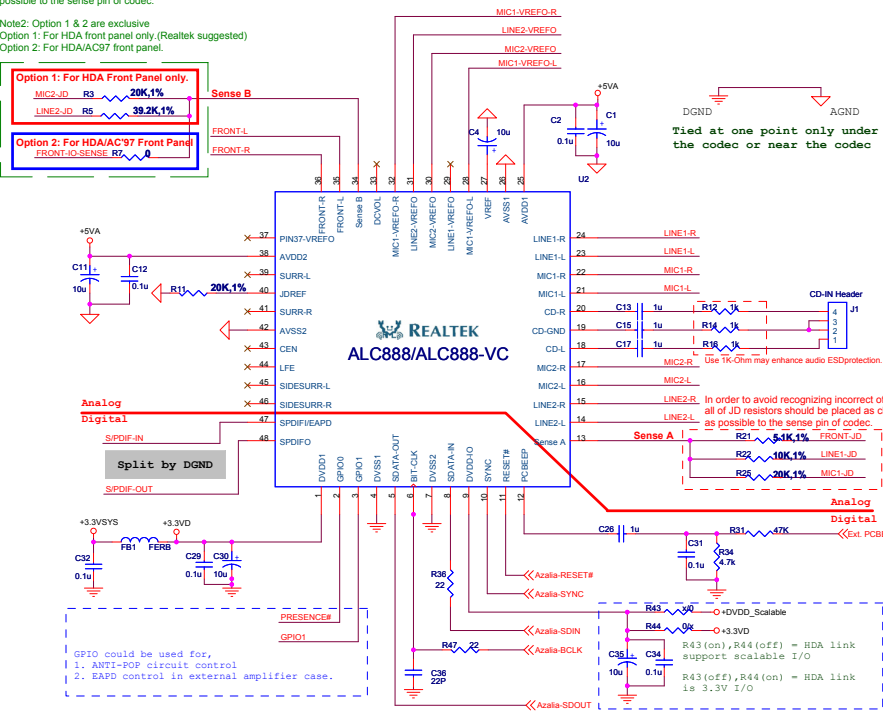 possible to the sense pin of codec.
Note2: Option 1 & 2 are exclusive
Option 1: For HDA front panel only.(Realtek suggested)
Option 2: For HDA/AC97 front panel.
Option 1: For HDA Front Panel only.
MIC2-JD R3 20K,1%
LINE2-JD R5 39.2K,1%
Sense B
Option 2: For HDA/AC'97 Front Panel
FRONT-IO-SENSE R7 0
FRONT-L
FRONT-R
MIC1-VREFO-R
LINE2-VREFO
MIC2-VREFO
MIC1-VREFO-L
C4 10u
+5VA
C2 0.1u
C1 10u
U2
DGND AGND
Tied at one point only under
the codec or near the codec
36 35 34 33 32 31 30 29 28 27 26 25
FRONT-R
FRONT-L
Sense B
DCVOL
MIC1-VREFO-R
LINE2-VREFO
MIC2-VREFO
LINE1-VREFO
MIC1-VREFO-L
VREF
AVSS1
AVDD1
+5VA
C11 10u
C12 0.1u
R11 20K,1%
37 PIN37-VREFO
38 AVDD2
39 SURR-L
40 JDREF
41 SURR-R
42 AVSS2
43 CEN
44 LFE
45 SIDESURR-L
46 SIDESURR-R
47 SPDIFI/EAPD
48 SPDIFO
REALTEK
ALC888/ALC888-VC
LINE1-R 24 LINE1-R
LINE1-L 23 LINE1-L
MIC1-R 22 MIC1-R
MIC1-L 21 MIC1-L
CD-R 20 C13 1u R12 1k
CD-GND 19 C15 1u R14 1k
CD-L 18 C17 1u R16 1k
MIC2-R 17 MIC2-R
MIC2-L 16 MIC2-L
LINE2-R 15 LINE2-R
LINE2-L 14 LINE2-L
Sense A 13 Sense A
CD-IN Header
J1
4
3
2
1
Use 1K-Ohm may enhance audio ESDprotection.
In order to avoid recognizing incorrect of
all of JD resistors should be placed as c
as possible to the sense pin of codec.
R21 5.1K,1% FRONT-JD
R22 10K,1% LINE1-JD
R25 20K,1% MIC1-JD
Analog
Digital
S/PDIF-IN
Split by DGND
S/PDIF-OUT
Analog
Digital
DVDD1
GPIO0
GPIO1
DVSS1
SDATA-OUT
BIT-CLK
DVSS2
SDATA-IN
DVDD-IO
SYNC
RESET#
PCBEEP
1 2 3 4 5 6 7 8 9 10 11 12
+3.3VSYS
+3.3VD
FB1 FERB
C32 0.1u
C29 0.1u
C30 10u
C26 1u
R31 47K
Ext. PCB
C31 0.1u
R34 4.7k
R36 22
Azalia-RESET#
Azalia-SYNC
Azalia-SDIN
R47 22
Azalia-BCLK
C36 22P
Azalia-SDOUT
PRESENCE#
GPIO1
GPIO could be used for,
1. ANTI-POP circuit control
2. EAPD control in external amplifier case.
R43 x/0 +DVDD_Scalable
R44 0/x +3.3VD
C35 10u
C34 0.1u
R43(on),R44(off) = HDA link
support scalable I/O
R43(off),R44(on) = HDA link
is 3.3V I/O